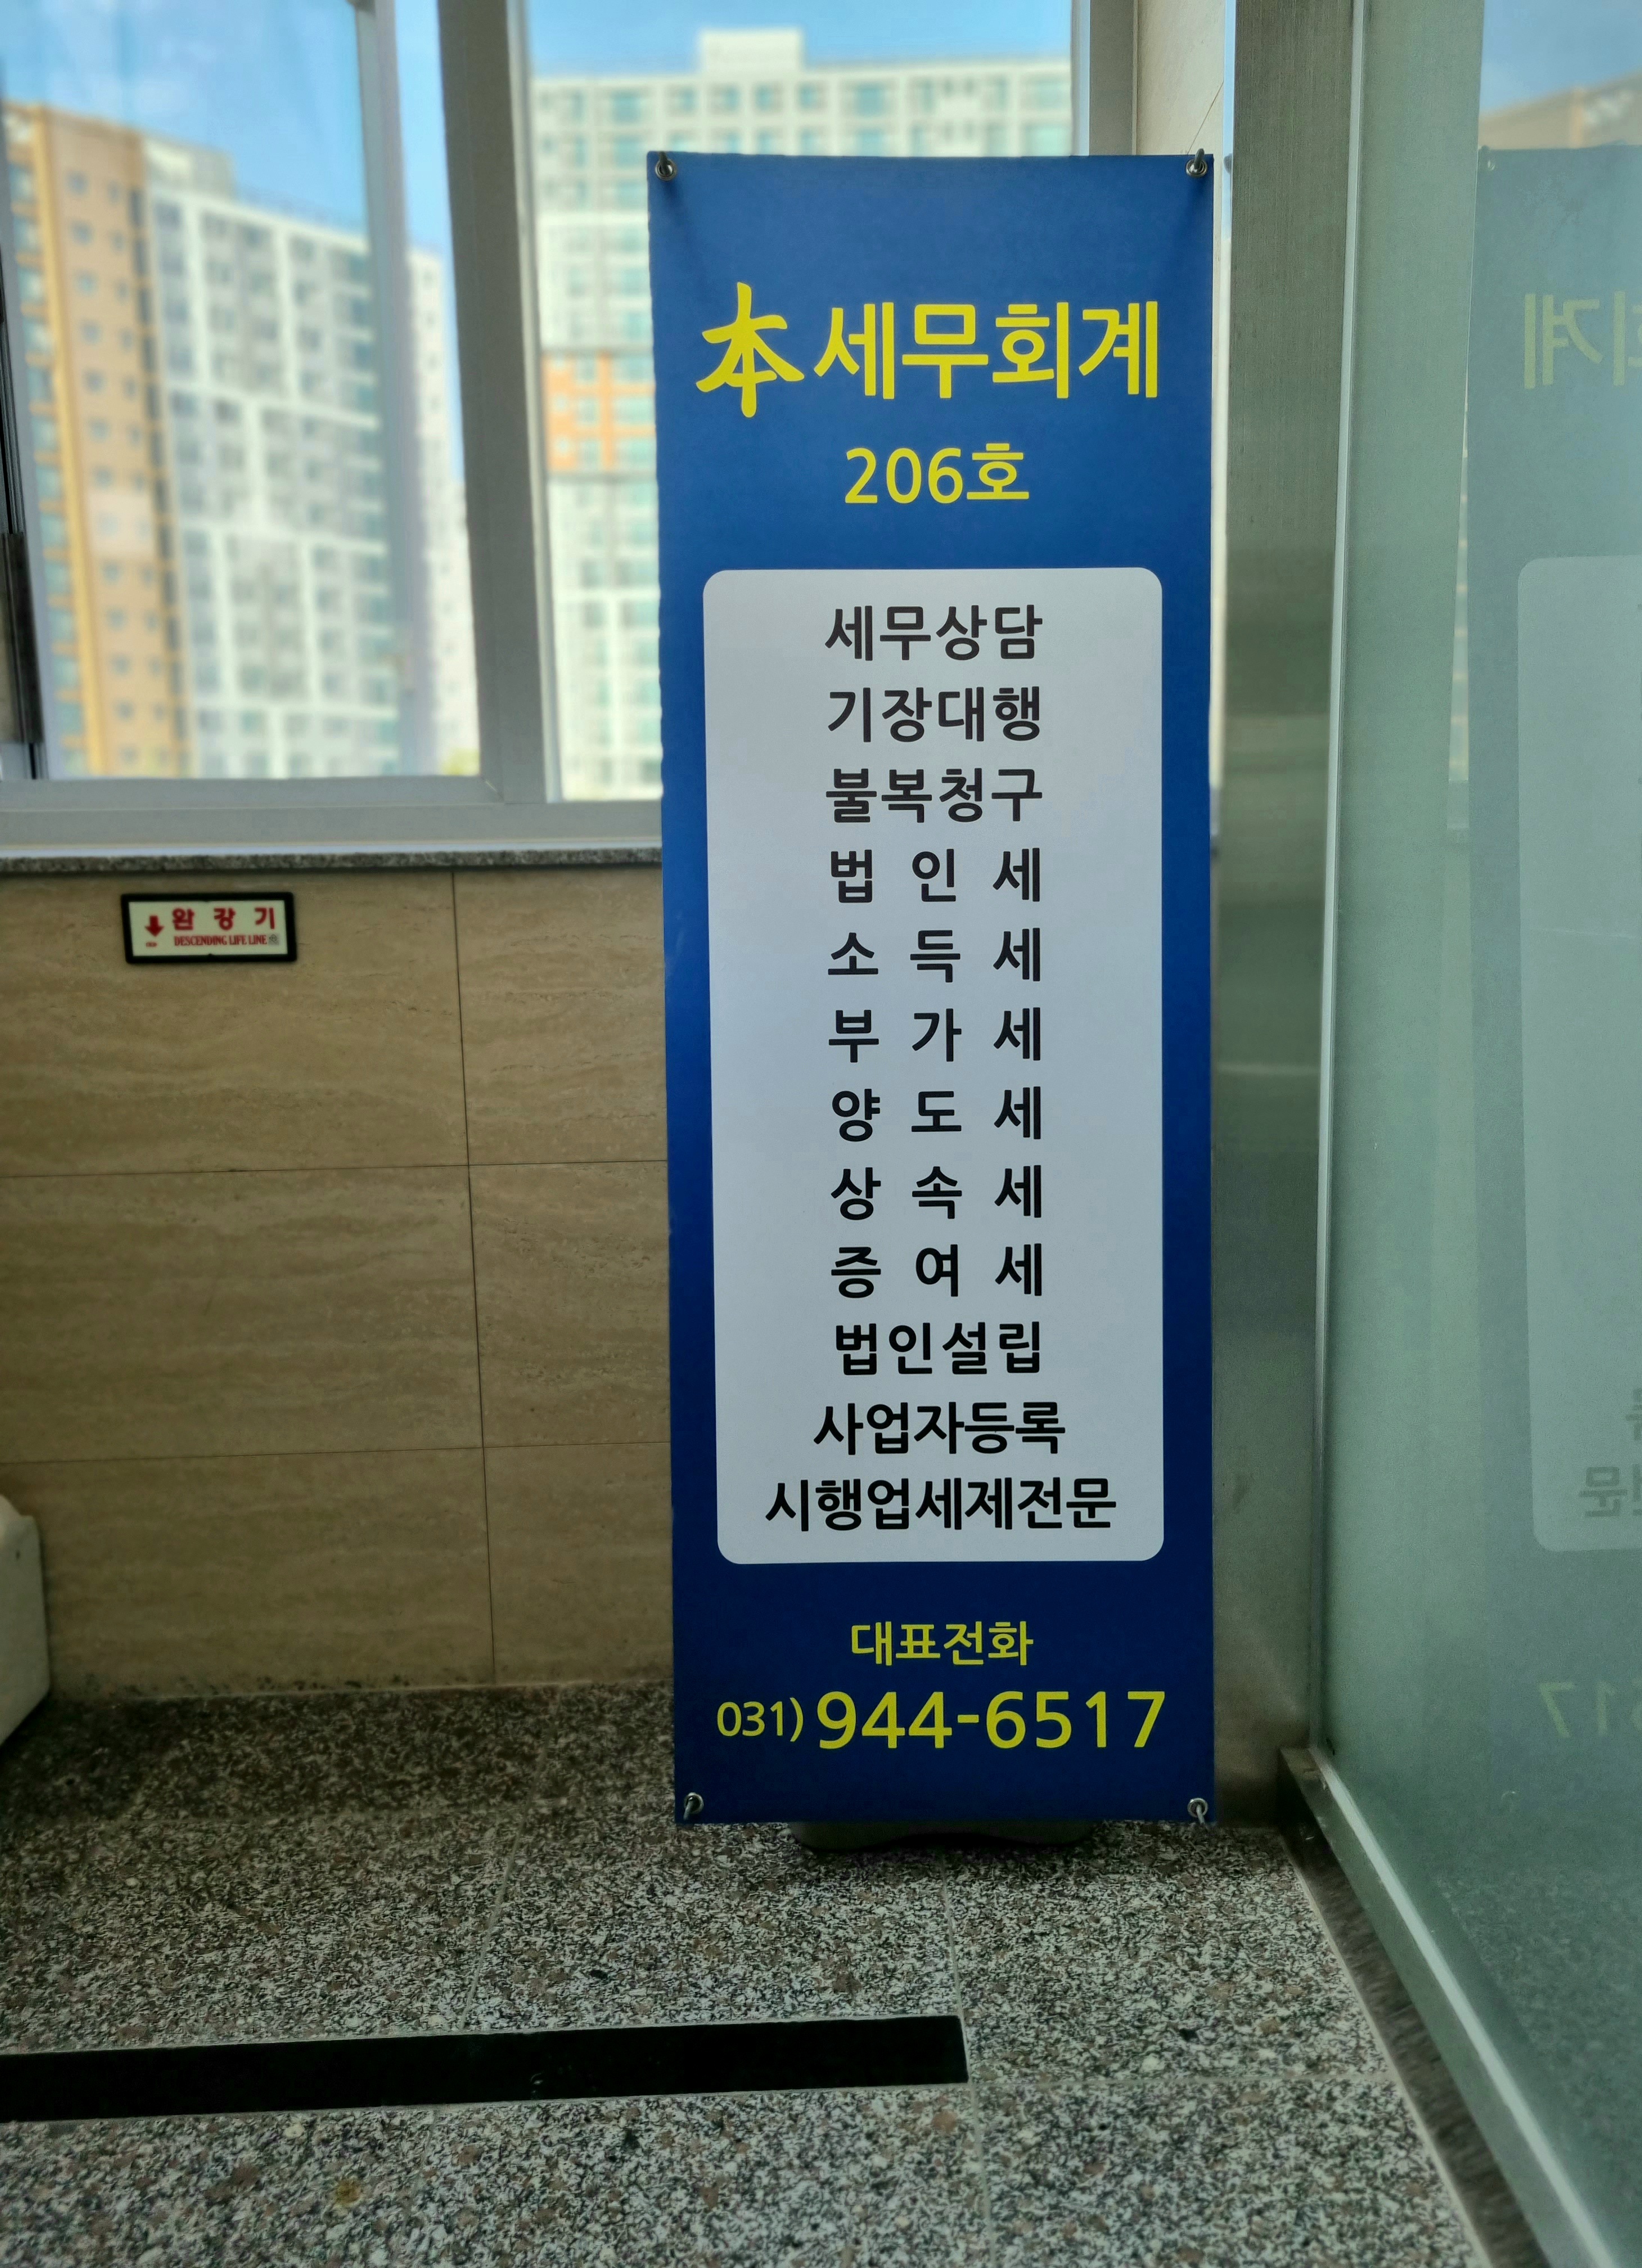 本 세무회계
206호
세무상담
기장대행
불복청구
법 인 세
소 득 세
부 가 세
양 도 세
상 속 세
증 여 세
법인설립
사업자등록
시행업세제전문
대표전화
031) 944-6517
완 강 기
DESCENDING LIFE LINE